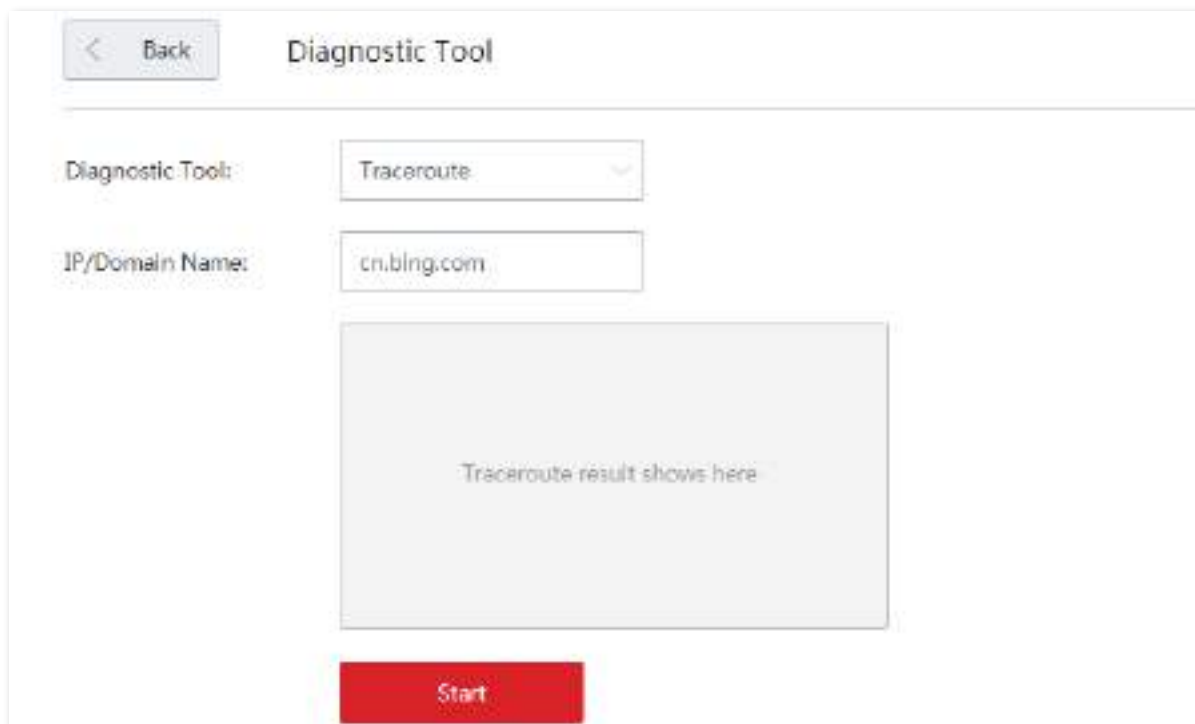 Back
Diagnostic Tool
Diagnostic Tool:
Traceroute
IP/Domain Name:
cn.bing.com
Traceroute result shows here
Start